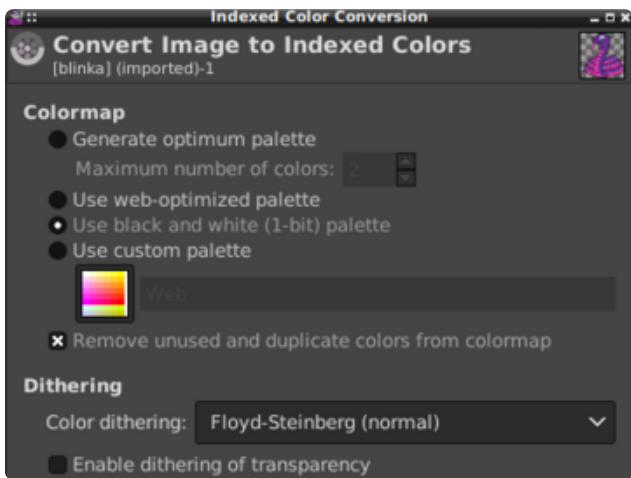 Indexed Color Conversion
Convert Image to Indexed Colors
[blinka] (imported)-1
Colormap
Generate optimum palette
Maximum number of colors: 2
Use web-optimized palette
Use black and white (1-bit) palette
Use custom palette
Web
Remove unused and duplicate colors from colormap
Dithering
Color dithering: Floyd-Steinberg (normal)
Enable dithering of transparency